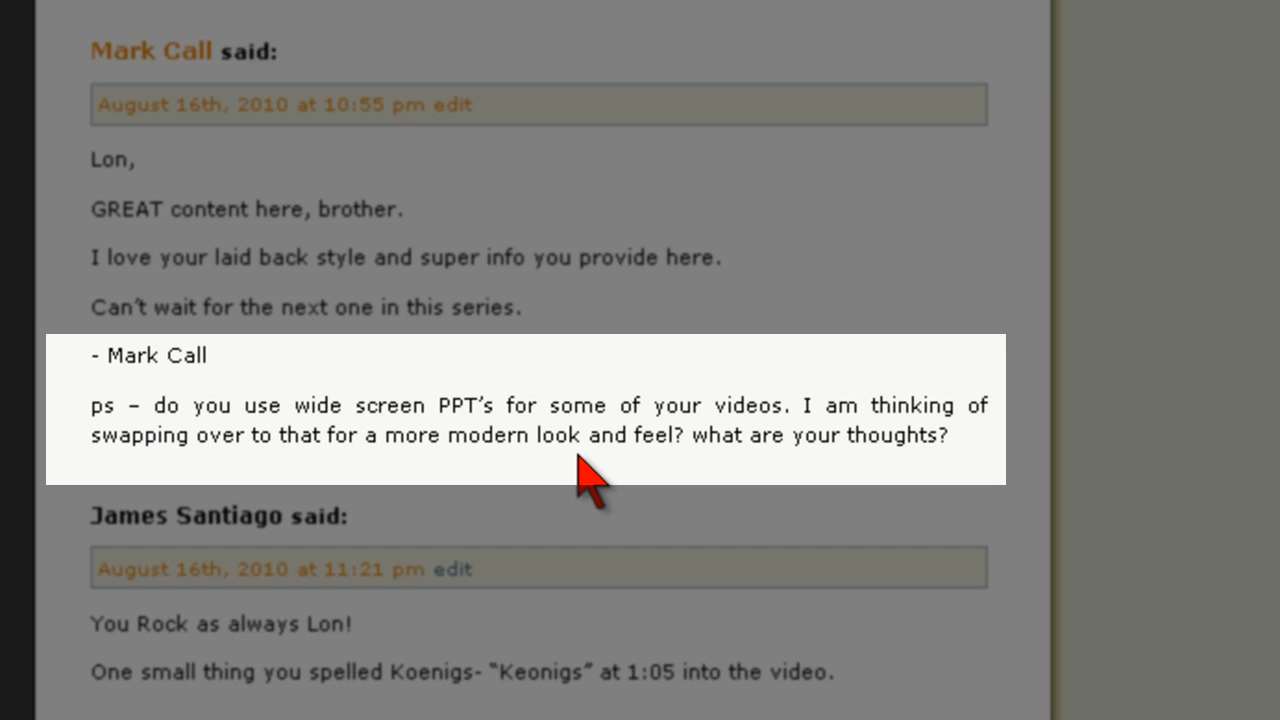 Mark Call said:
August 16th, 2010 at 10:55 pm edit
Lon,
GREAT content here, brother.
I love your laid back style and super info you provide here.
Can't wait for the next one in this series.
- Mark Call
ps – do you use wide screen PPT's for some of your videos. I am thinking of
swapping over to that for a more modern look and feel? what are your thoughts?
James Santiago said:
August 16th, 2010 at 11:21 pm edit
You Rock as always Lon!
One small thing you spelled Koenigs- “Keonigs” at 1:05 into the video.